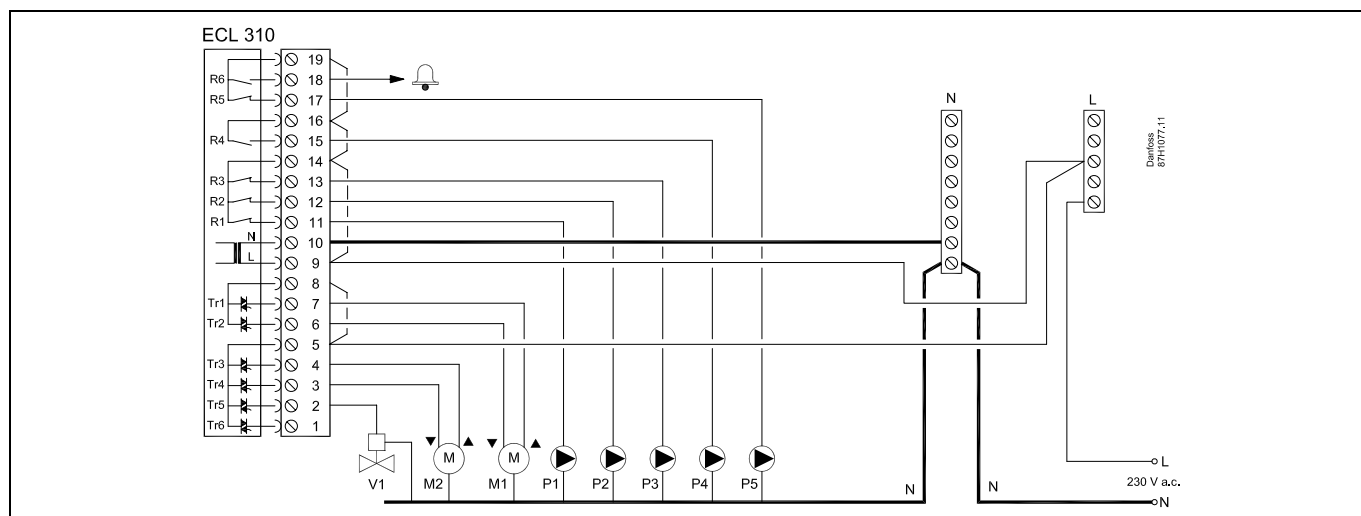 ECL 310
19
R6 18
R5 17
16
R4 15
14
R3 13
R2 12
R1 11
N 10
L 9
8
Tr1 7
Tr2 6
5
Tr3 4
Tr4 3
Tr5 2
Tr6 1
N
L
Danfoss
87H1077.11
M M
V1 M2 M1 P1 P2 P3 P4 P5
N N
L
230 V a.c.
N